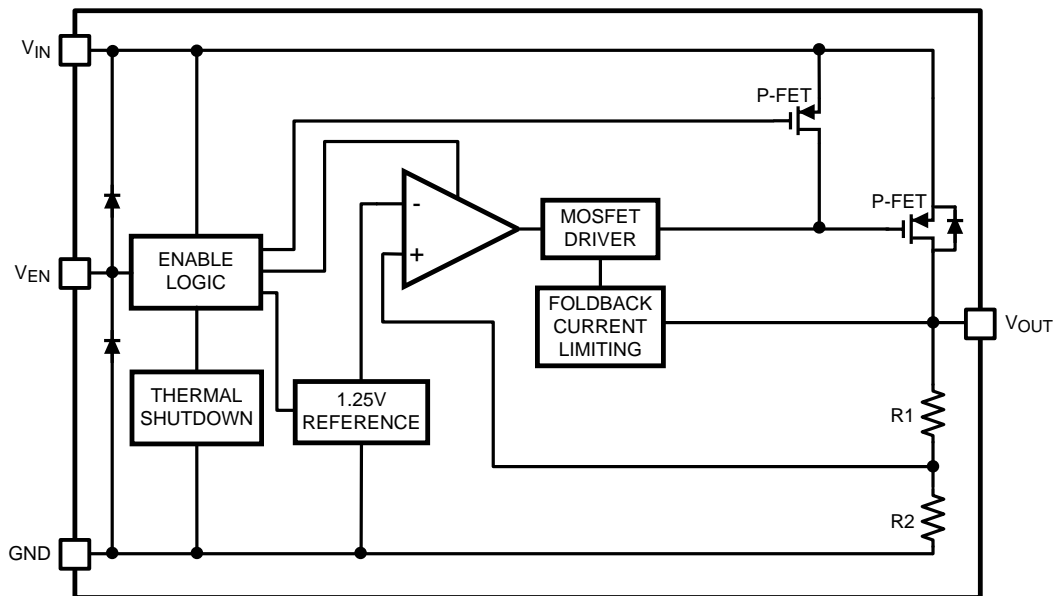 VIN
P-FET
P-FET
-
MOSFET
DRIVER
VEN
ENABLE
LOGIC
+
FOLDBACK
CURRENT
LIMITING
VOUT
THERMAL
SHUTDOWN
1.25V
REFERENCE
R1
R2
GND